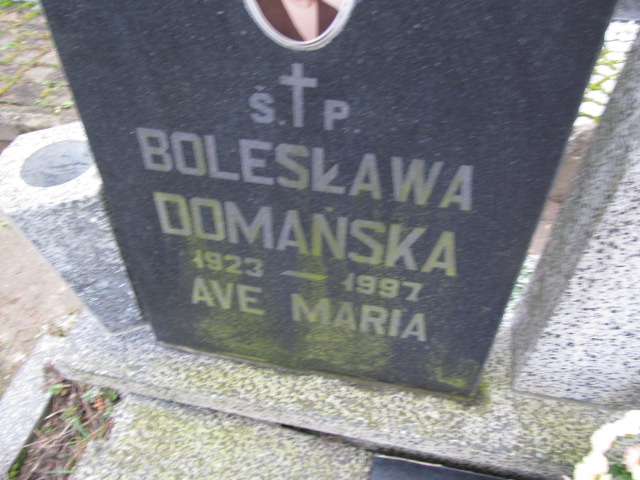 Ś. P
BOLESŁAWA
DOMAŃSKA
1923 — 1997
AVE MARIA